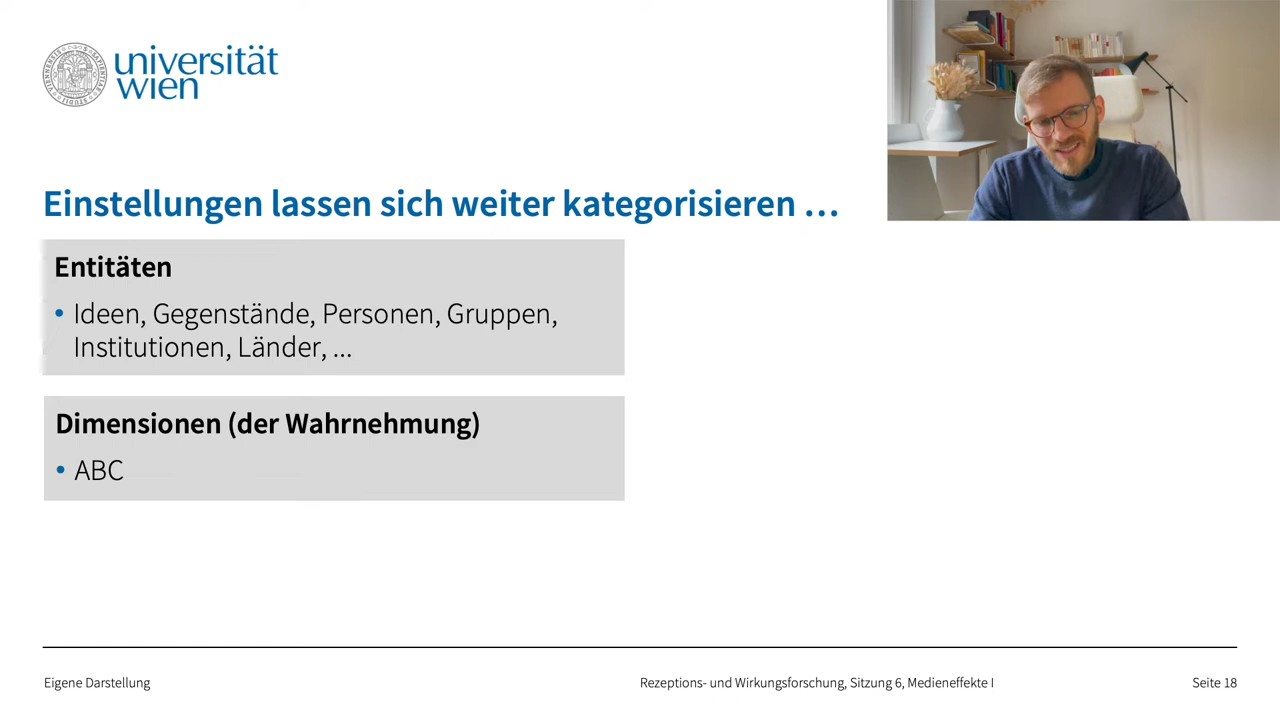 universität
wien
Einstellungen lassen sich weiter kategorisieren …
Entitäten
• Ideen, Gegenstände, Personen, Gruppen,
Institutionen, Länder, ...
Dimensionen (der Wahrnehmung)
• ABC
Eigene Darstellung
Rezeptions- und Wirkungsforschung, Sitzung 6, Medieneffekte I
Seite 18